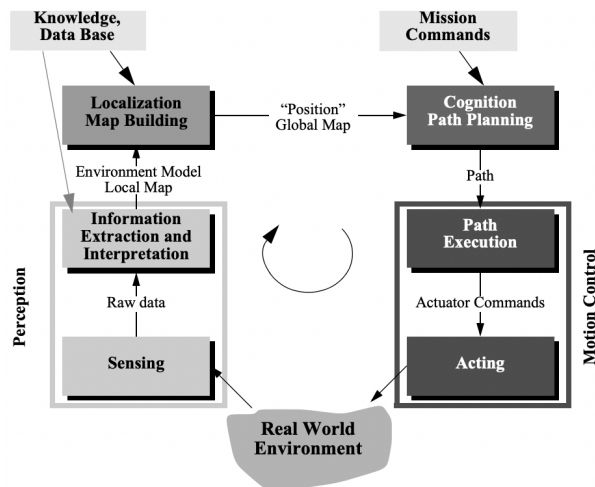 Knowledge,
Data Base
Mission
Commands
Localization
Map Building
“Position”
Global Map
Cognition
Path Planning
Environment Model
Local Map
Path
Information
Extraction and
Interpretation
Path
Execution
Perception
Raw data
Actuator Commands
Motion Control
Sensing
Acting
Real World
Environment